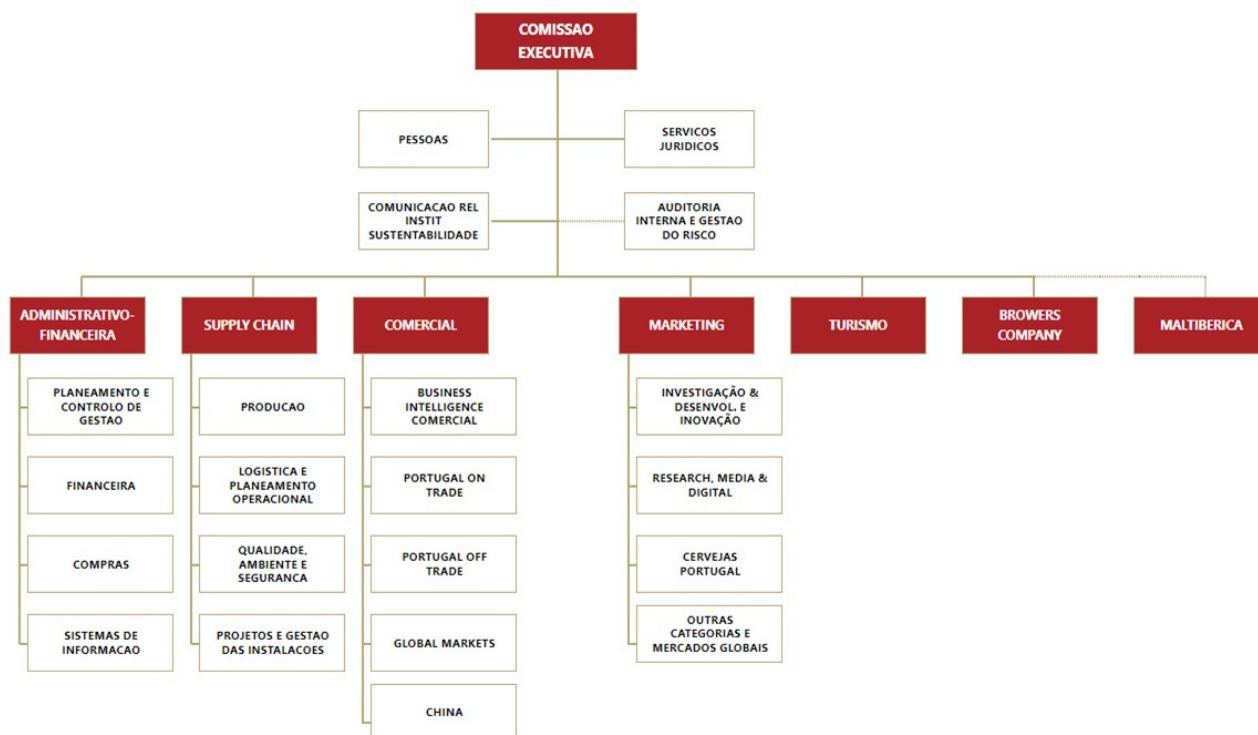 COMISSAO
EXECUTIVA
PESSOAS
SERVICOS
JURIDICOS
COMUNICACAO REL
INSTIT
SUSTENTABILIDADE
AUDITORIA
INTERNA E GESTAO
DO RISCO
ADMINISTRATIVO-
FINANCEIRA
SUPPLY CHAIN
COMERCIAL
MARKETING
TURISMO
BROWERS
COMPANY
MALTIBERICA
PLANEAMENTO E
CONTROLO DE
GESTAO
FINANCEIRA
COMPRAS
SISTEMAS DE
INFORMACAO
PRODUCAO
LOGISTICA E
PLANEAMENTO
OPERACIONAL
QUALIDADE,
AMBIENTE E
SEGURANCA
PROJETOS E GESTAO
DAS INSTALACOES
BUSINESS
INTELLIGENCE
COMERCIAL
PORTUGAL ON
TRADE
PORTUGAL OFF
TRADE
GLOBAL MARKETS
CHINA
INVESTIGAÇÃO &
DESENVOL. E
INOVAÇÃO
RESEARCH, MEDIA &
DIGITAL
CERVEJAS
PORTUGAL
OUTRAS
CATEGORIAS E
MERCADOS GLOBAIS